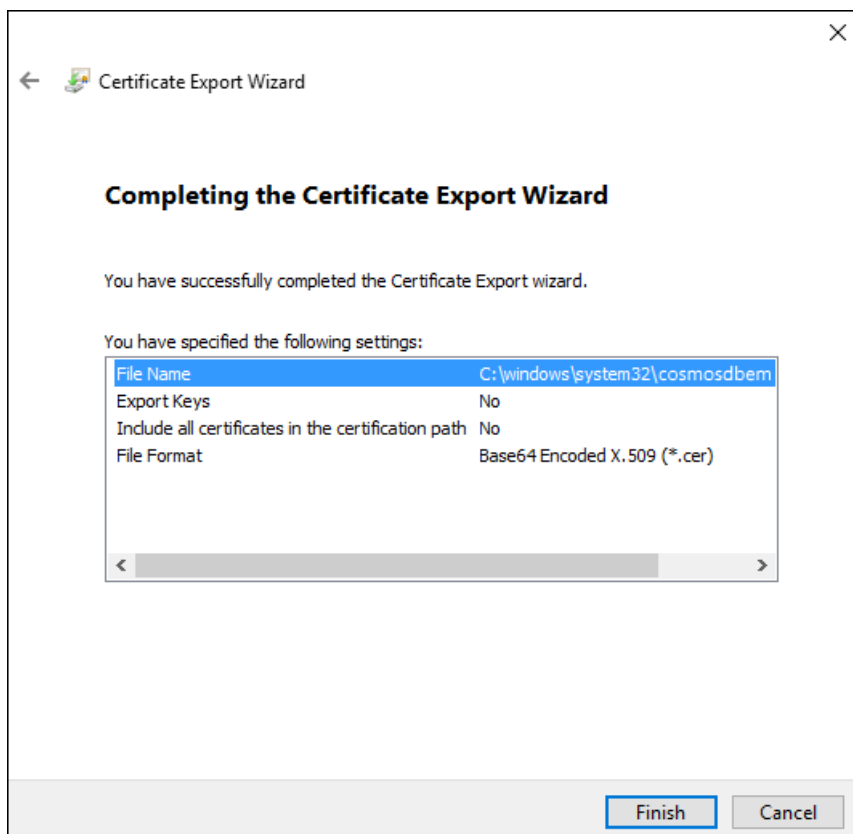 Certificate Export Wizard
Completing the Certificate Export Wizard
You have successfully completed the Certificate Export wizard.
You have specified the following settings:
File Name C:\windows\system32\cosmosdbem
Export Keys No
Include all certificates in the certification path No
File Format Base64 Encoded X.509 (*.cer)
Finish Cancel